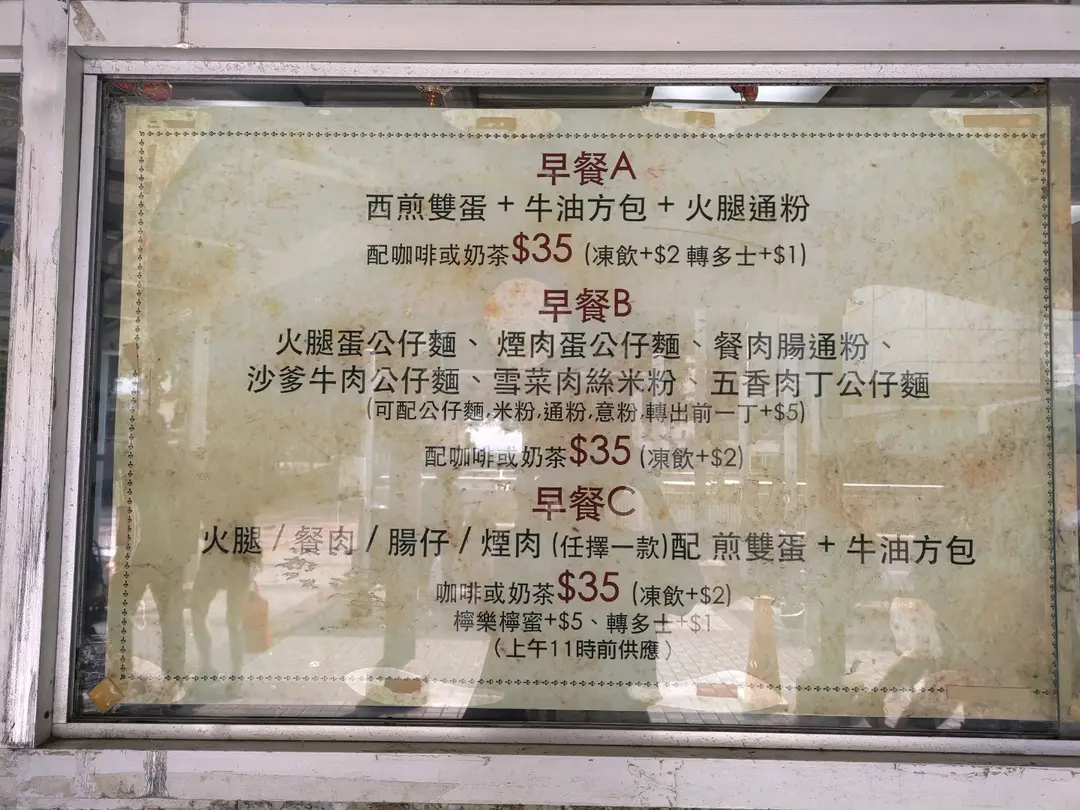 早餐A
西煎雙蛋 + 牛油方包 + 火腿通粉
配咖啡或奶茶$35 (凍飲+$2 轉多士+$1)
早餐B
火腿蛋公仔麵、 煙肉蛋公仔麵、餐肉腸通粉、
沙爹牛肉公仔麵、雪菜肉絲米粉、五香肉丁公仔麵
(可配公仔麵,米粉,通粉,意粉,轉出前一丁+$5)
配咖啡或奶茶$35 (凍飲+$2)
早餐C
火腿 / 餐肉 / 腸仔 / 煙肉 (任擇一款)配 煎雙蛋 + 牛油方包
咖啡或奶茶$35 (凍飲+$2)
檸樂檸蜜+$5、轉多士+$1
(上午11時前供應)